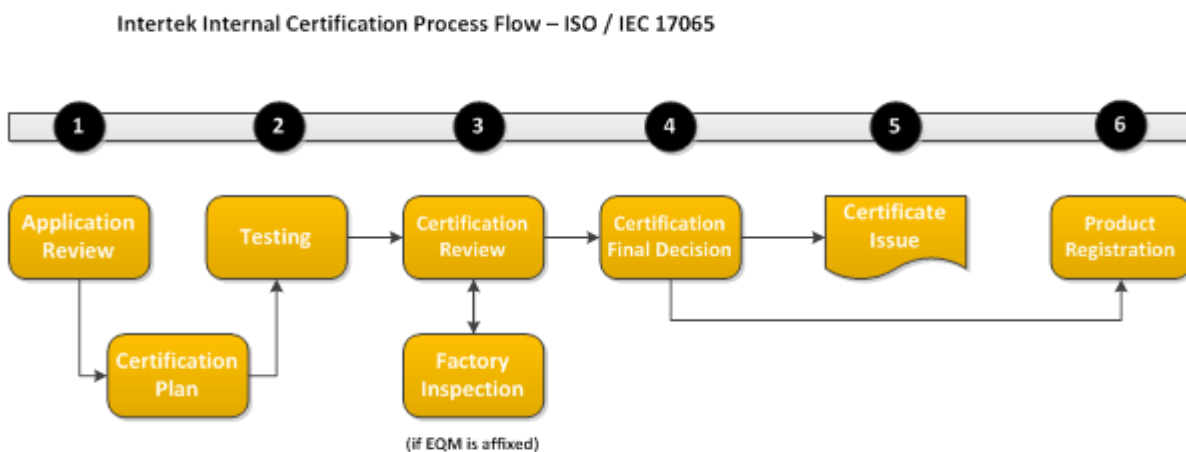 Intertek Internal Certification Process Flow – ISO / IEC 17065
1
2
3
4
5
6
Application
Review
Testing
Certification
Review
Certification
Final Decision
Certificate
Issue
Product
Registration
Certification
Plan
Factory
Inspection
(if EQM is affixed)